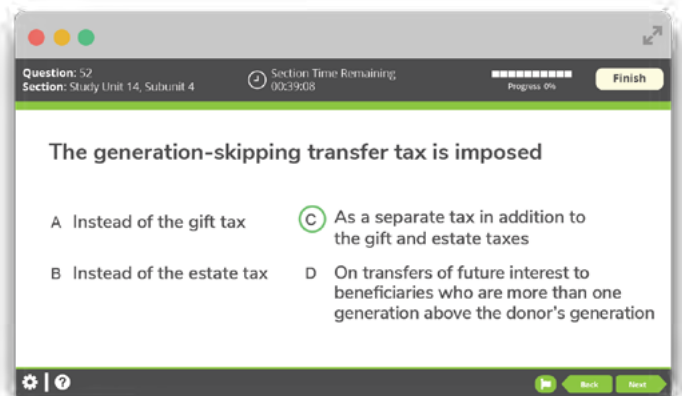 Question: 52
Section: Study Unit 14, Subunit 4
Section Time Remaining
00:39:08
Progress 0%
Finish
The generation-skipping transfer tax is imposed
A Instead of the gift tax
B Instead of the estate tax
C As a separate tax in addition to
the gift and estate taxes
D On transfers of future interest to
beneficiaries who are more than one
generation above the donor's generation
Back
Next